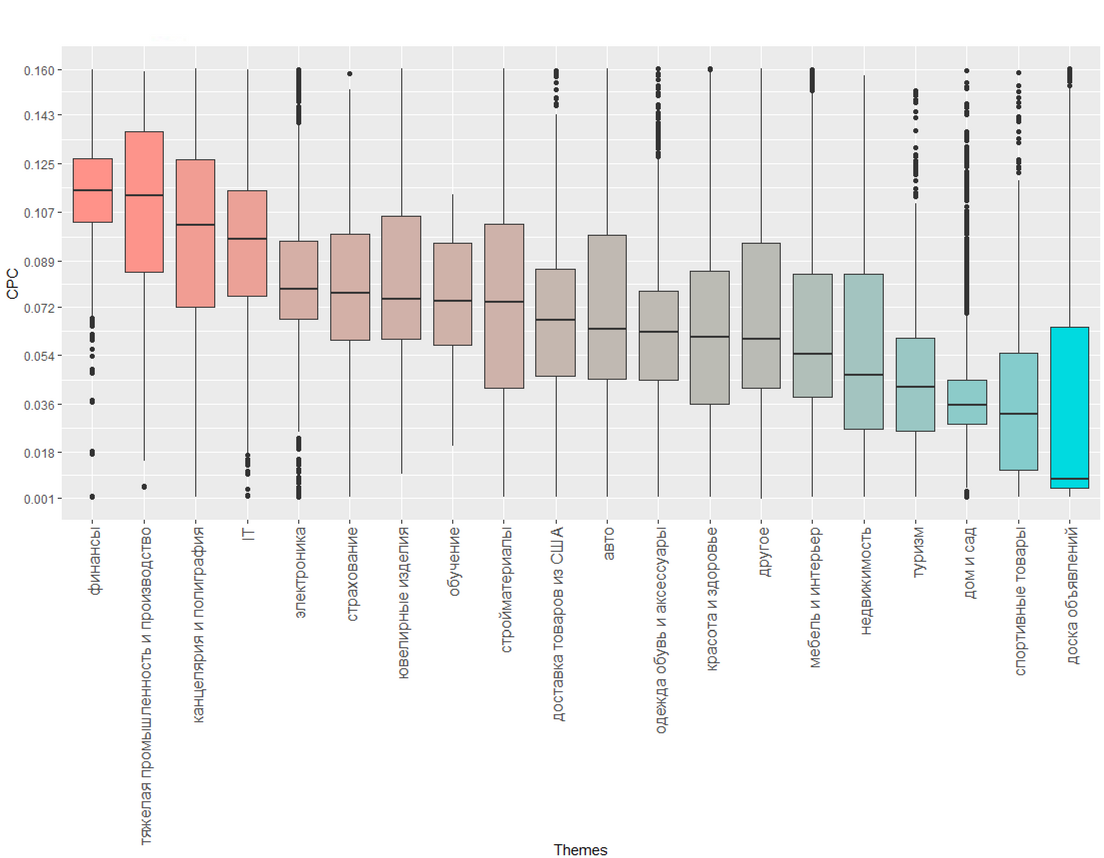 0.160
0.143
0.125
0.107
0.089
0.072
0.054
0.036
0.018
0.001
CPC
финансы
тяжелая промышленность и производство
канцелярия и полиграфия
IT
электроника
страхование
ювелирные изделия
обучение
стройматериалы
доставка товаров из США
авто
одежда обувь и аксессуары
красота и здоровье
другое
мебель и интерьер
недвижимость
туризм
дом и сад
спортивные товары
доска объявлений
Themes